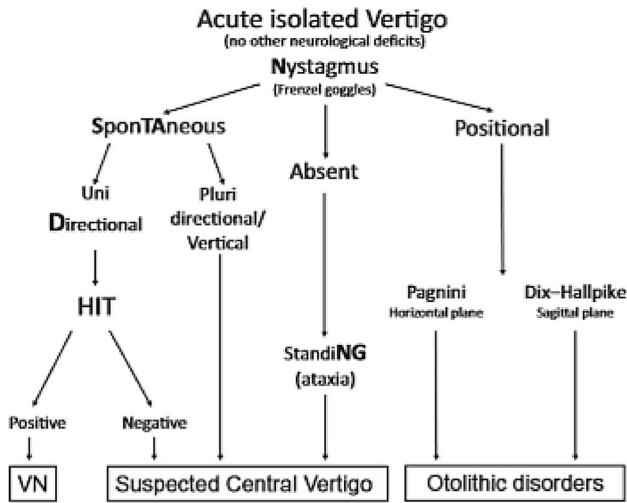 Acute isolated Vertigo
(no other neurological deficits)
Nystagmus
(Frenzel goggles)
SponTAneous
Absent
Positional
Uni
Directional
Pluri
directional/
Vertical
HIT
StandiNG
(ataxia)
Pagnini
Horizontal plane
Dix–Hallpike
Sagittal plane
Positive
Negative
VN
Suspected Central Vertigo
Otolithic disorders